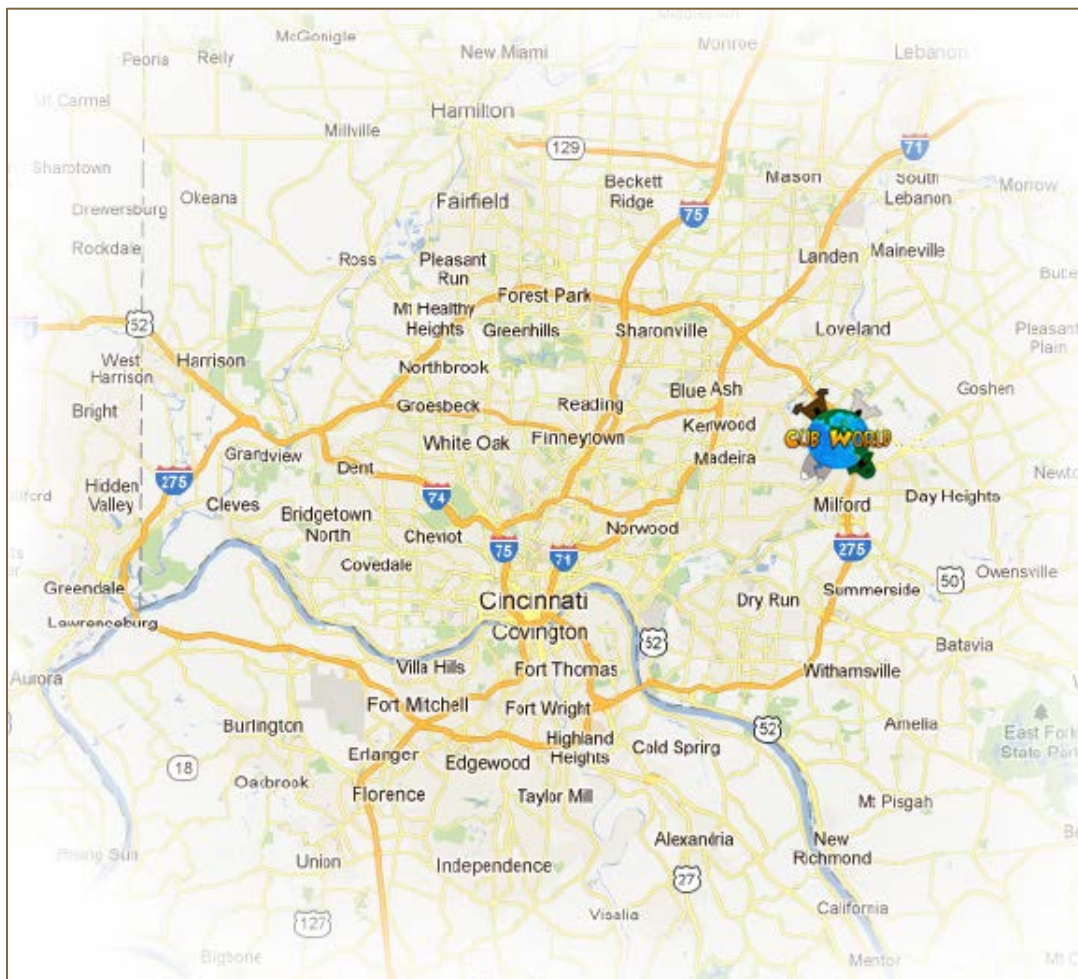 McGonigle
Monroe
Lebanon
Peoria
Reily
New Miami
Mt Carmel
Hamilton
Millville
129
71
Sharptown
Okeana
Beckett
Ridge
Mason
South
Lebanon
Morrow
Drewersburg
Fairfield
75
Rockdale
Ross
Pleasant
Run
Landen
Maineville
Forest Park
Mt Healthy
Heights
Greenhills
Sharonville
Loveland
52
Pleasant
Plain
West
Harrison
Harrison
Northbrook
Blue Ash
Goshen
Bright
Groesbeck
Reading
Kenwood
CUB WORLD
White Oak
Finneytown
Madeira
Grandview
Dent
275
Hidden
Valley
Cleves
74
Milford
Day Heights
Bridgetown
North
Cheviot
Norwood
75
71
275
Covedale
Owensville
50
Greendale
Summerside
Cincinnati
Dry Run
Lawrenceburg
Covington
52
Batavia
Aurora
Villa Hills
Fort Thomas
Withamsville
Fort Mitchell
Fort Wright
Burlington
52
Amelia
East Fork
State Park
Erlanger
Edgewood
Highland
Heights
Cold Spring
18
Oakbrook
Florence
Taylor Mill
Mt Pisgah
Rising Sun
Union
Independence
Alexandria
New
Richmond
27
127
Visalia
California
Bigbone
Mentor